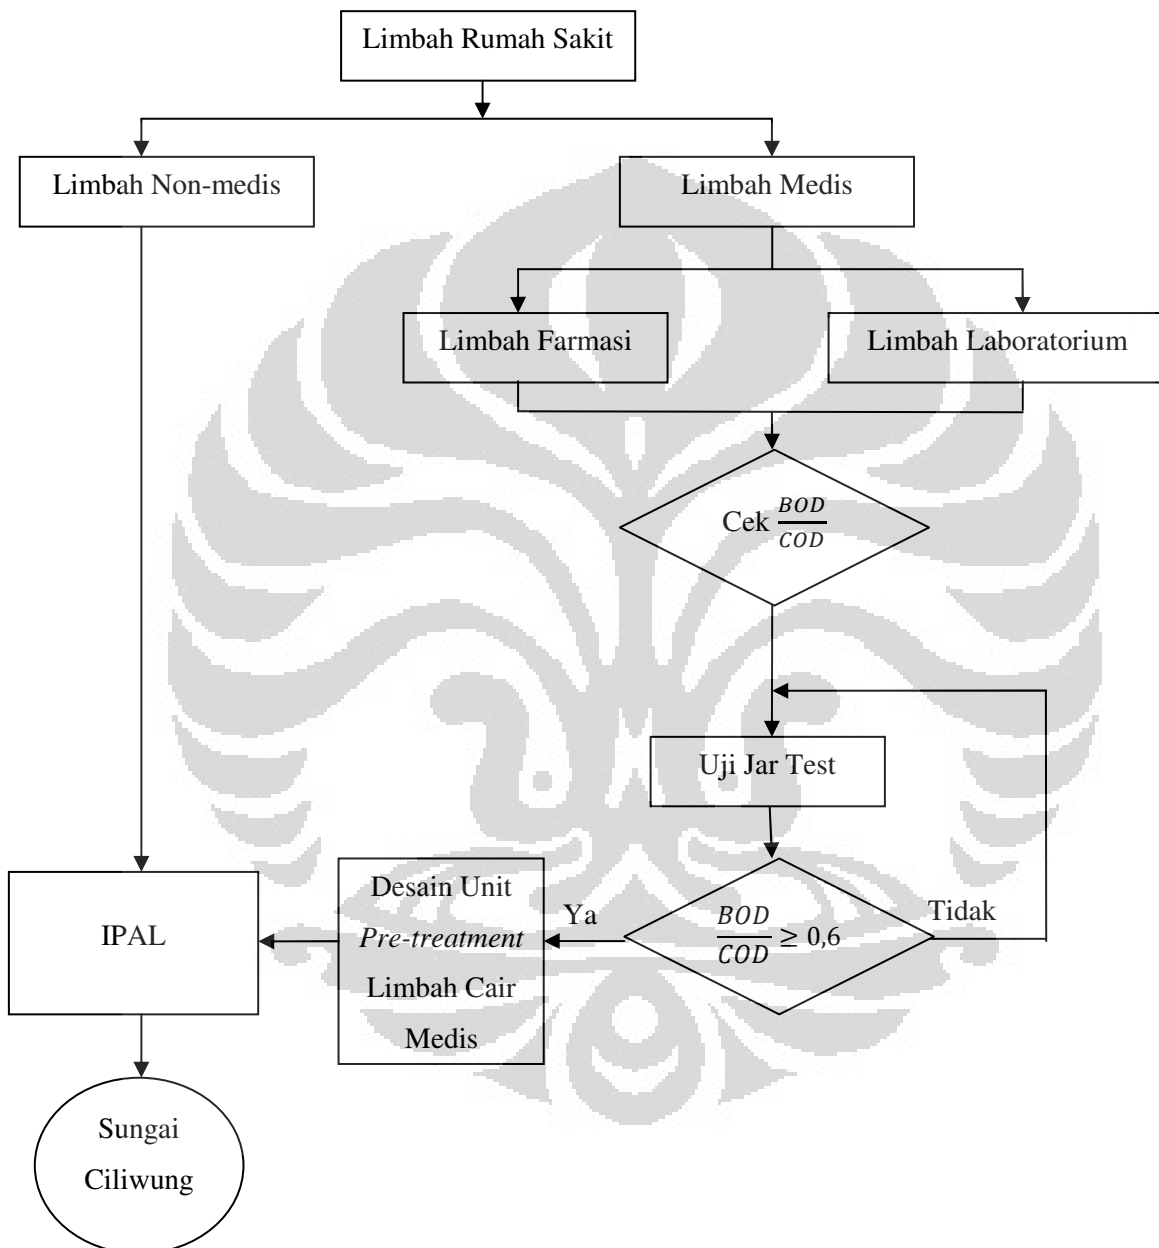 Limbah Rumah Sakit
Limbah Non-medis
Limbah Medis
Limbah Farmasi
Limbah Laboratorium
Cek BOD/COD
Uji Jar Test
BOD/COD ≥ 0,6
Tidak
Ya
Desain Unit
Pre-treatment
Limbah Cair
Medis
IPAL
Sungai
Ciliwung